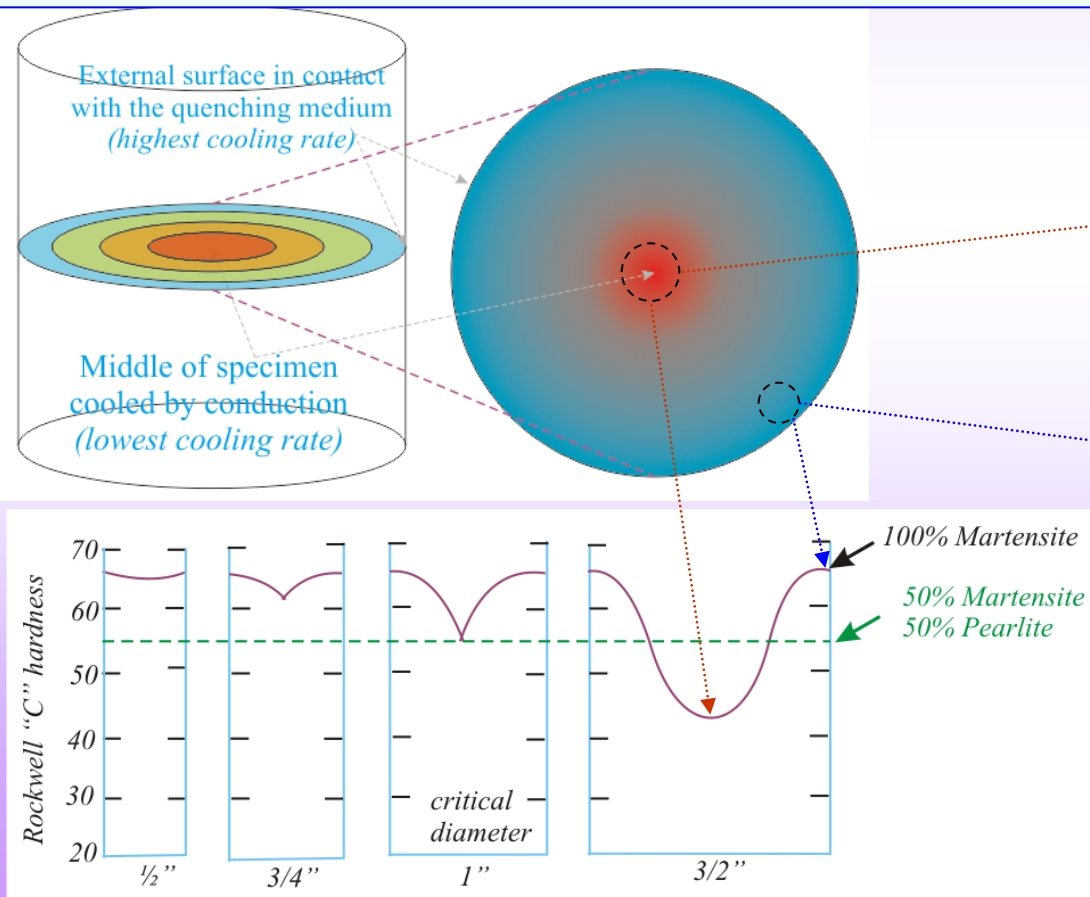 External surface in contact
with the quenching medium
(highest cooling rate)
Middle of specimen
cooled by conduction
(lowest cooling rate)
Rockwell “C” hardness
70
60
50
40
30
20
100% Martensite
50% Martensite
50% Pearlite
critical
diameter
½”
3/4”
1”
3/2”